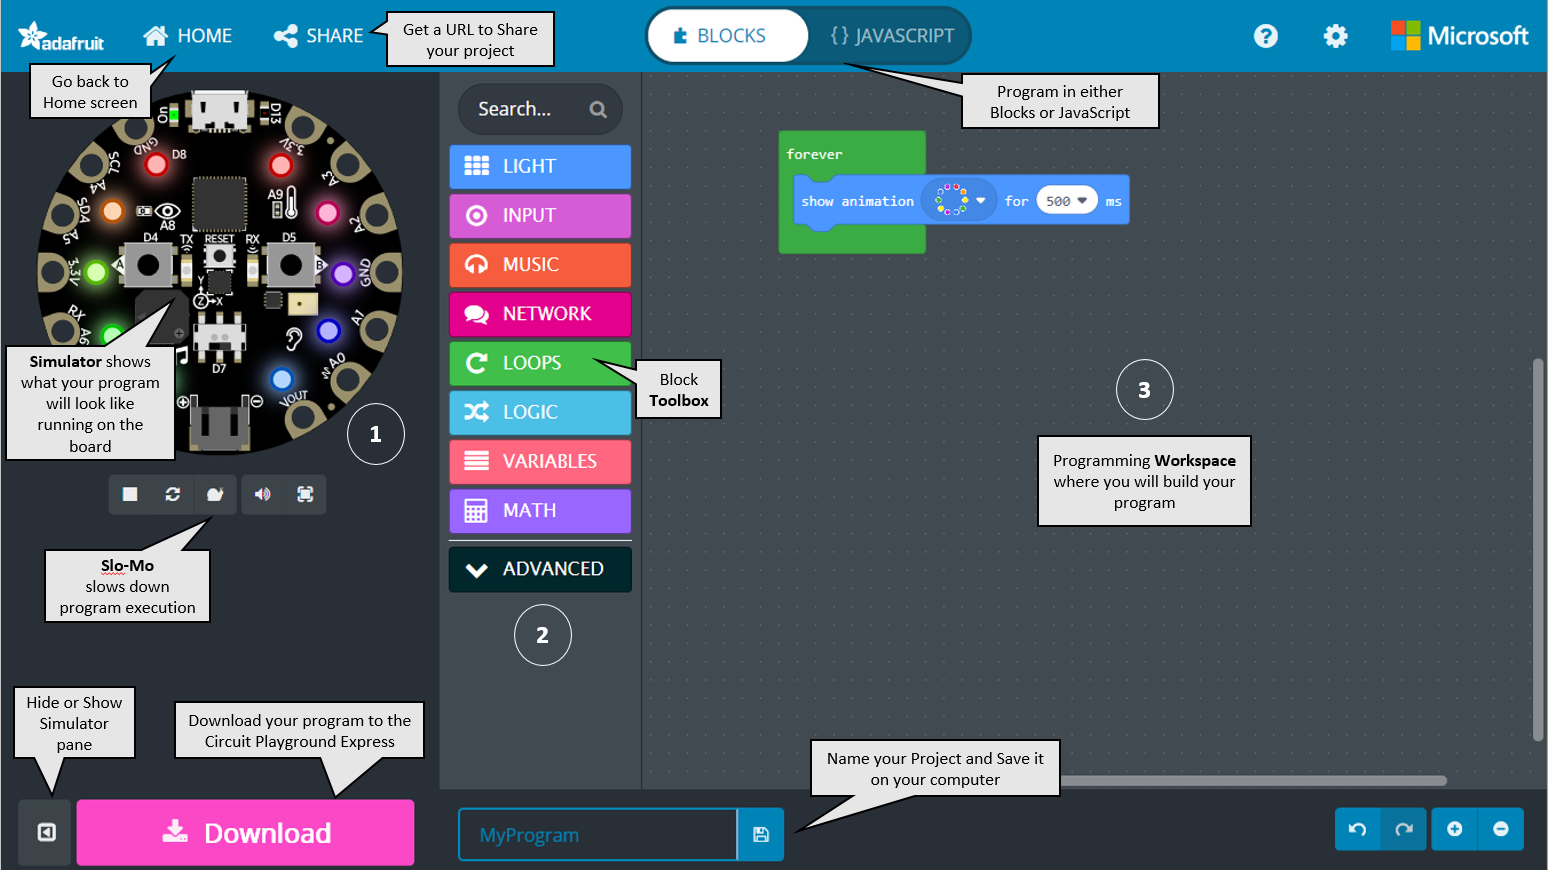 adafruit
HOME
SHARE
Get a URL to Share
your project
BLOCKS
{ } JAVASCRIPT
Microsoft
Go back to
Home screen
Program in either
Blocks or JavaScript
On
D13
GND
D8
3.3V
SCL
A4
A3
SDA
A5
A8
A9
A2
D4
TX
RESET
RX
D5
A
B
3.3V
GND
Y
Z
X
RX
A6
A1
D7
A0
VOUT
Simulator shows
what your program
will look like
running on the
board
1
Slo-Mo
slows down
program execution
Hide or Show
Simulator
pane
Download your program to the
Circuit Playground Express
Download
Search...
LIGHT
INPUT
MUSIC
NETWORK
LOOPS
LOGIC
VARIABLES
MATH
ADVANCED
Block
Toolbox
2
forever
show animation for 500 ms
3
Programming Workspace
where you will build your
program
Name your Project and Save it
on your computer
MyProgram